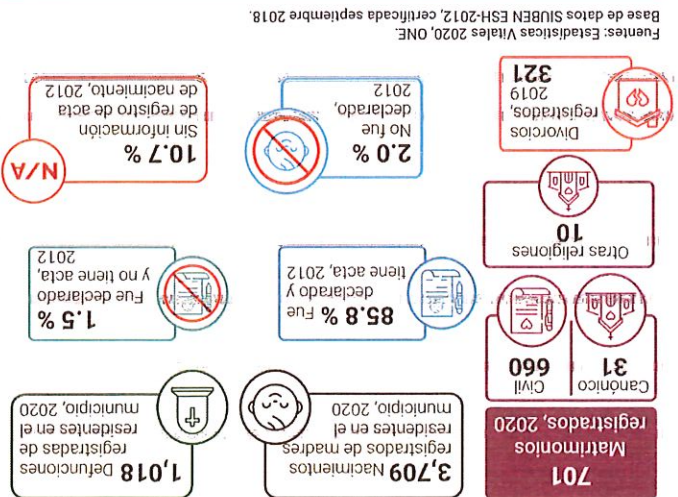 701
Matrimonios
registrados, 2020
Canónico
31
Civil
660
Otras religiones
10
Divorcios
registrados,
2019
321
3,709 Nacimientos
registrados de madres
residentes en el
municipio, 2020
1,018 Defunciones
registradas de
residentes en el
municipio, 2020
85.8 % Fue
declarado y
tiene acta, 2012
1.5 %
Fue declarado
y no tiene acta,
2012
2.0 %
No fue
declarado,
2012
10.7 %
Sin información
de registro de acta
de nacimiento, 2012
N/A
Fuentes: Estadísticas Vitales 2020, ONE.
Base de datos SIUBEN ESH-2012, certificada septiembre 2018.